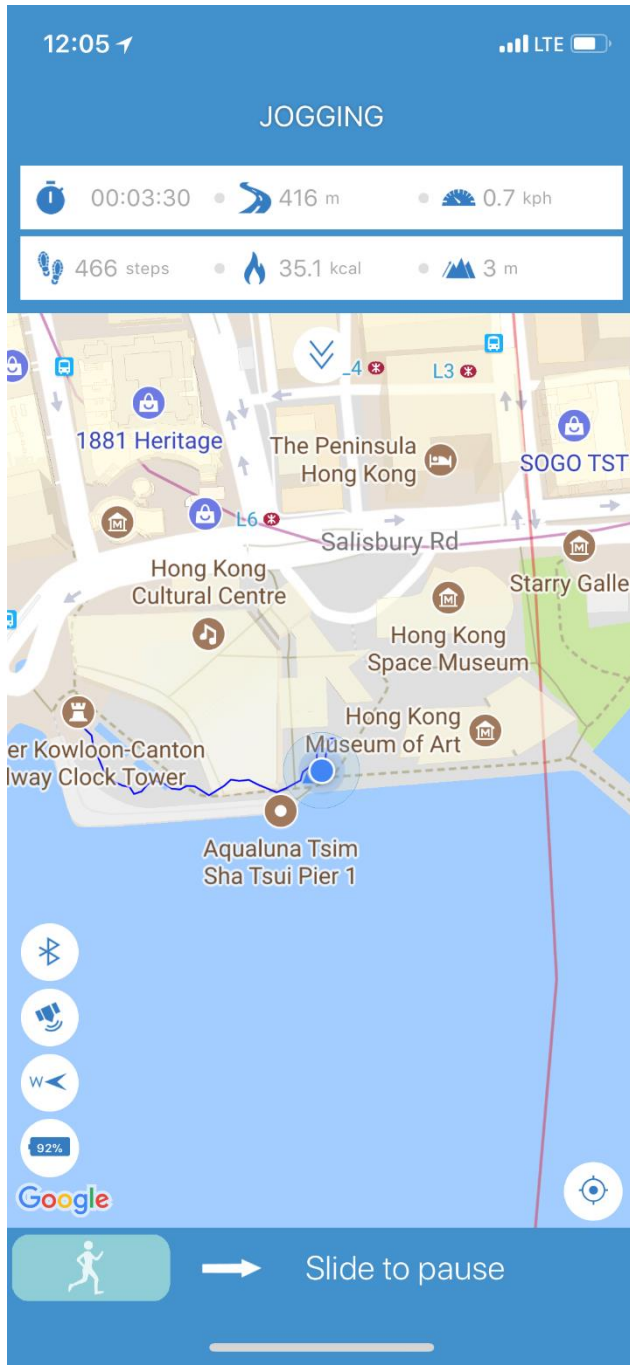 12:05
LTE
JOGGING
00:03:30
416 m
0.7 kph
466 steps
35.1 kcal
3 m
L4
L3
1881 Heritage
The Peninsula
Hong Kong
SOGO TST
L6
Salisbury Rd
Hong Kong
Cultural Centre
Starry Galle
Hong Kong
Space Museum
Hong Kong
Museum of Art
er Kowloon-Canton
lway Clock Tower
Aqualuna Tsim
Sha Tsui Pier 1
W
92%
Google
Slide to pause